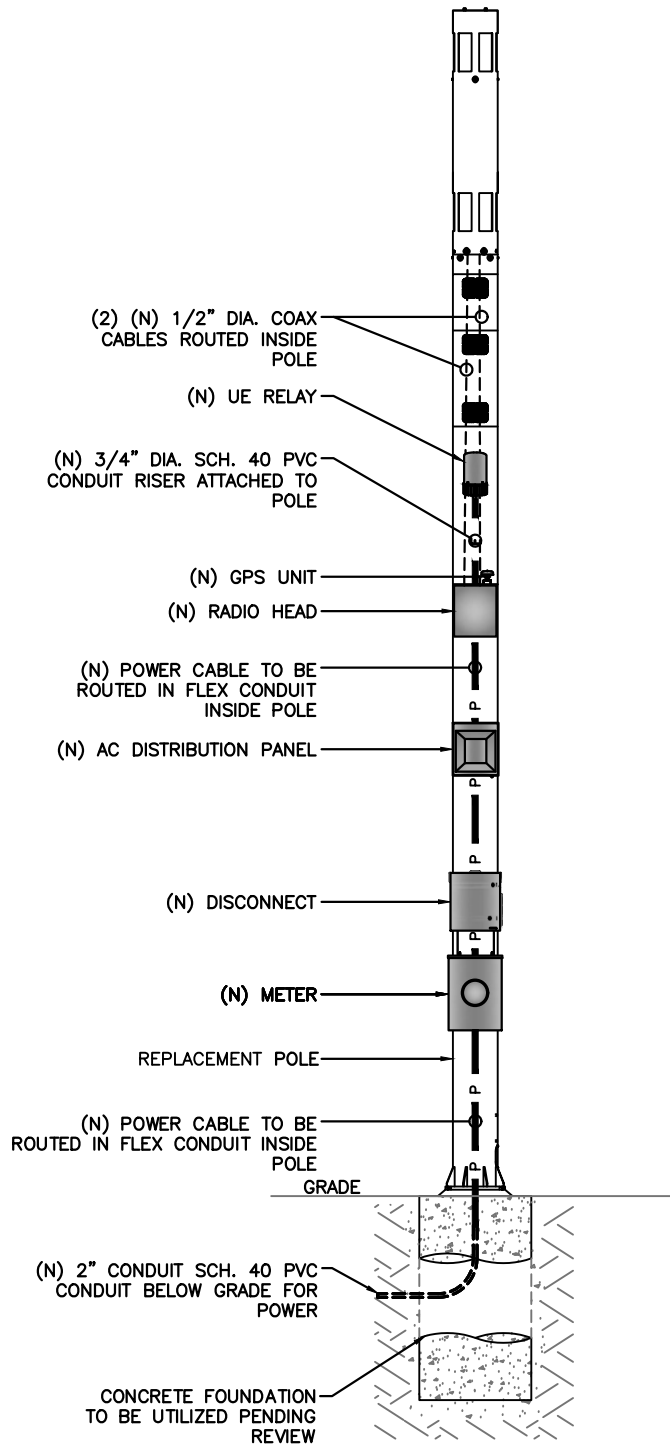 (2) (N) 1/2" DIA. COAX
CABLES ROUTED INSIDE
POLE
(N) UE RELAY
(N) 3/4" DIA. SCH. 40 PVC
CONDUIT RISER ATTACHED TO
POLE
(N) GPS UNIT
(N) RADIO HEAD
(N) POWER CABLE TO BE
ROUTED IN FLEX CONDUIT
INSIDE POLE
P
(N) AC DISTRIBUTION PANEL
P
P
(N) DISCONNECT
P
(N) METER
REPLACEMENT POLE
P
(N) POWER CABLE TO BE
ROUTED IN FLEX CONDUIT INSIDE
POLE
P
GRADE
(N) 2" CONDUIT SCH. 40 PVC
CONDUIT BELOW GRADE FOR
POWER
CONCRETE FOUNDATION
TO BE UTILIZED PENDING
REVIEW